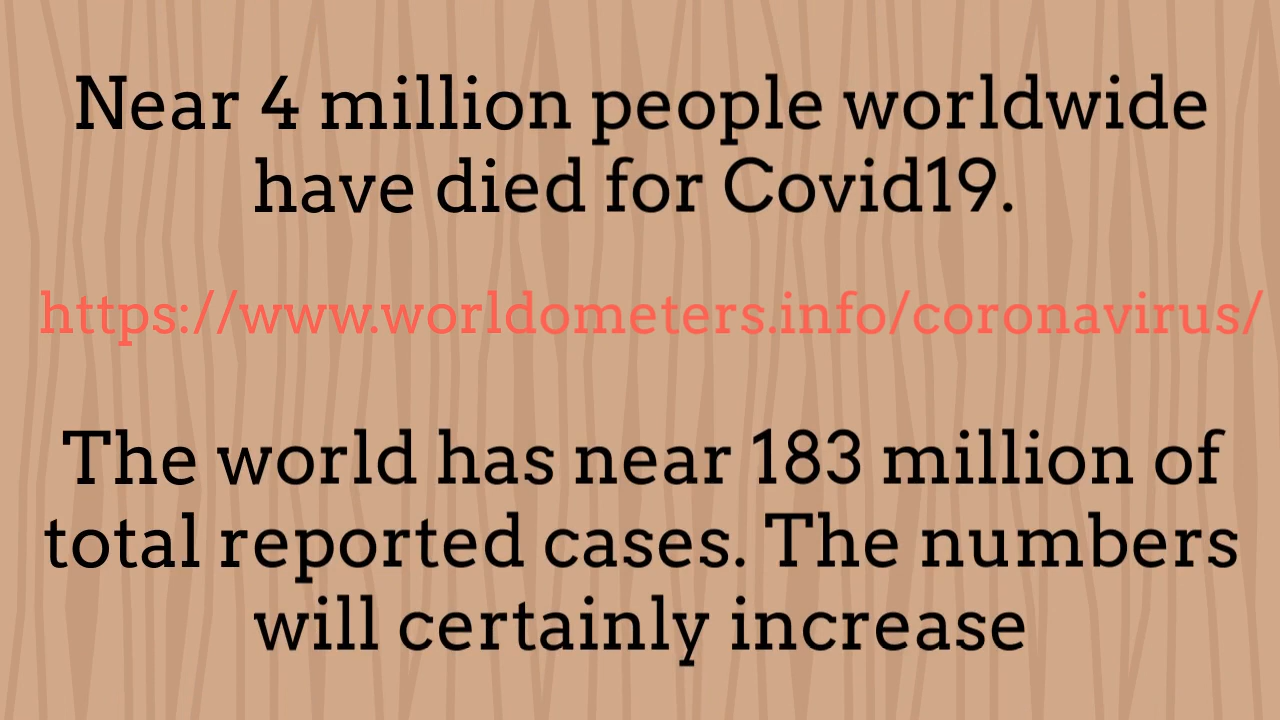 Near 4 million people worldwide
have died for Covid19.
https://www.worldometers.info/coronavirus/
The world has near 183 million of
total reported cases. The numbers
will certainly increase